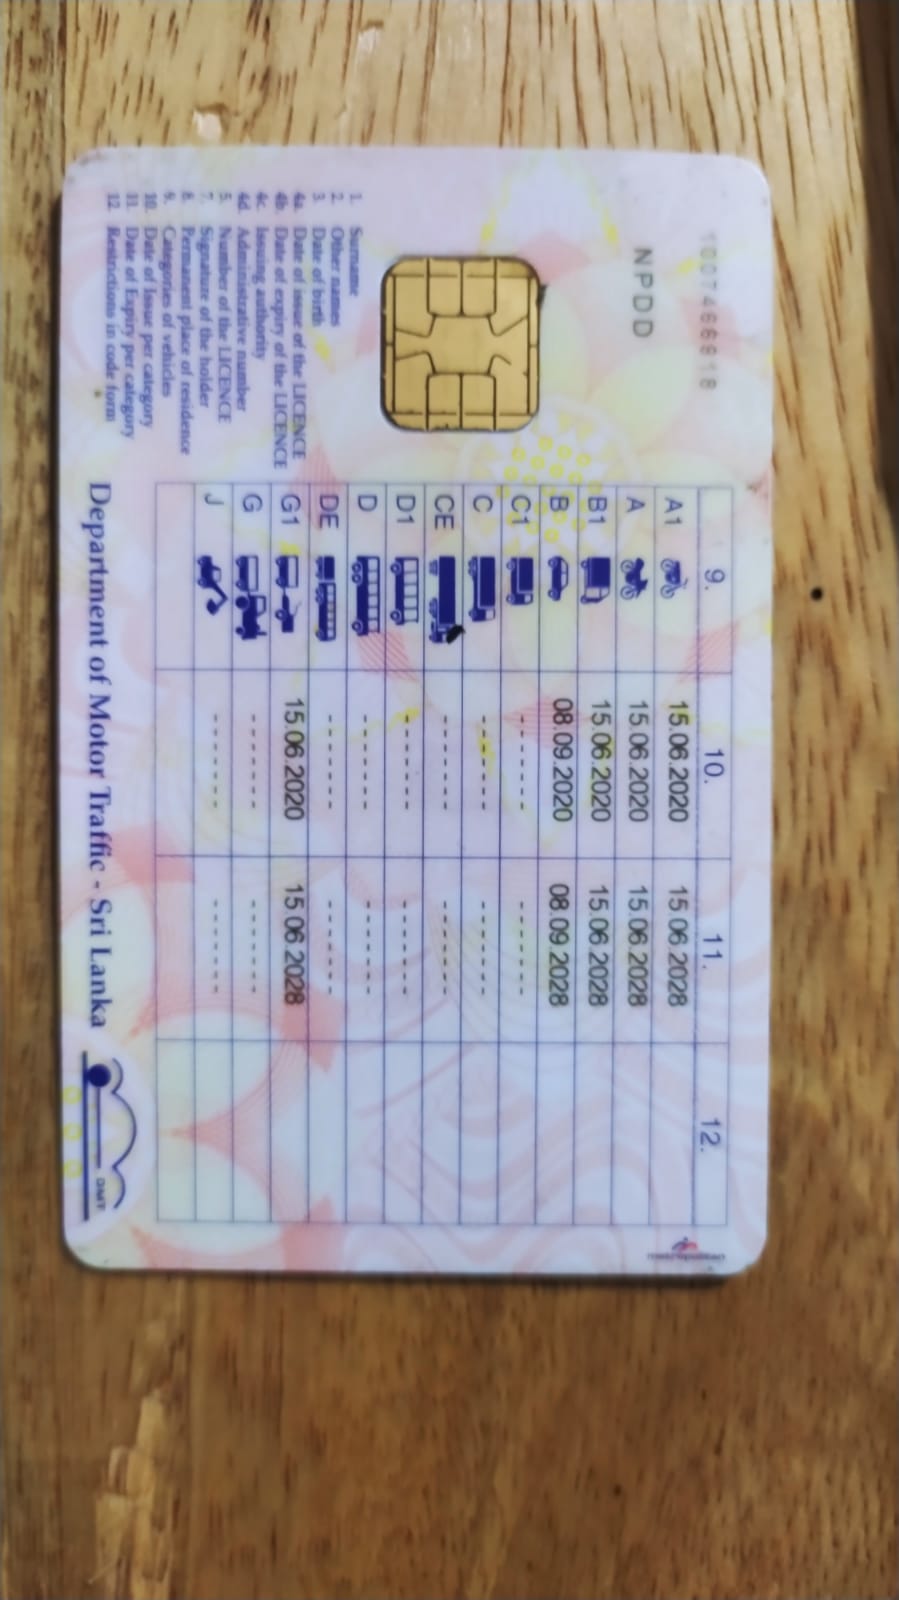 1007466918
NPDD
1. Surname
2. Other names
3. Date of birth
4a. Date of issue of the LICENCE
4b. Date of expiry of the LICENCE
4c. Issuing authority
4d. Administrative number
5. Number of the LICENCE
7. Signature of the holder
8. Permanent place of residence
9. Categories of vehicles
10. Date of Issue per category
11. Date of Expiry per category
12. Restrictions in code form
9. 10. 11. 12.
A1 15.06.2020 15.06.2028
A 15.06.2020 15.06.2028
B1 15.06.2020 15.06.2028
B 08.09.2020 08.09.2028
C1 - - - - - - - - - - - - - -
C - - - - - - - - - - - - - -
CE - - - - - - - - - - - - - -
D1 - - - - - - - - - - - -
D - - - - - - - - - - - - - -
DE - - - - - - - - - - - - - -
G1 15.06.2020 15.06.2028
G - - - - - - - - - - - - - -
J - - - - - - - - - - - - - -
Department of Motor Traffic - Sri Lanka
DMT
metropolitan